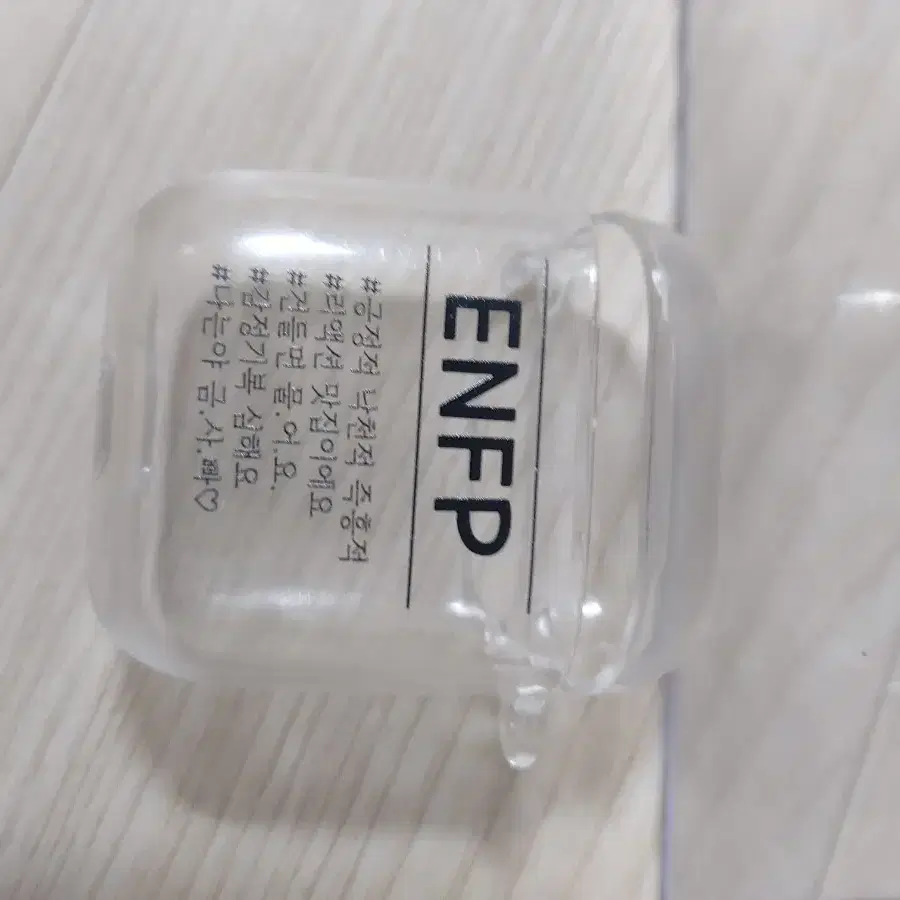 ENFP
#긍정적 낙천적 즉흥적
#리액션 맛집이에요
#건들면 물.어.요.
#감정기복 심해요
#나는야 금.사.빠♡